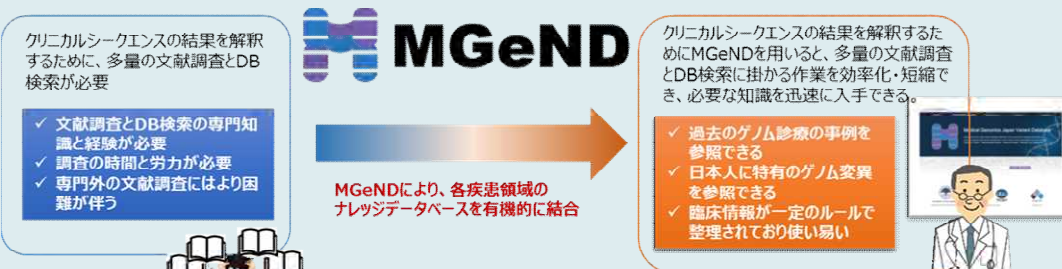 クリニカルシークエンスの結果を解釈
するために、多量の文献調査とDB
検索が必要
✓ 文献調査とDB検索の専門知
識と経験が必要
✓ 調査の時間と労力が必要
✓ 専門外の文献調査にはより困
難が伴う
MGeND
MGeNDにより、各疾患領域の
ナレッジデータベースを有機的に結合
クリニカルシークエンスの結果を解釈するた
めにMGeNDを用いると、多量の文献調査
とDB検索に掛かる作業を効率化・短縮で
き、必要な知識を迅速に入手できる。
✓ 過去のゲノム診療の事例を
参照できる
✓ 日本人に特有のゲノム変異
を参照できる
✓ 臨床情報が一定のルールで
整理されており使い易い
Medical Genomics Japan Variant Database